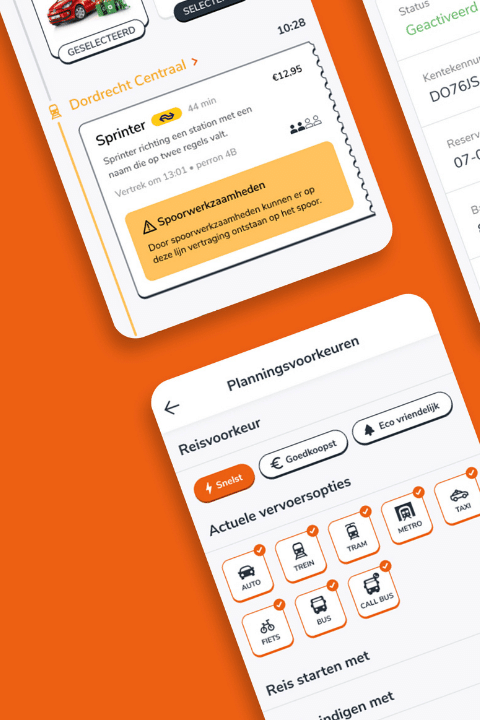 GESELECTEERD
SELECTE
10:28
Dordrecht Centraal >
Sprinter
44 min
€12,95
Sprinter richting een station met een
naam die op twee regels valt.
Vertrek om 13:01 • perron 4B
Spoorwerkzaamheden
Door spoorwerkzaamheden kunnen er op
deze lijn vertraging ontstaan op het spoor.
Status
Geactiveerd
Kentekennu
DO76JS
Reserv
07-0
Planningsvoorkeuren
Reisvoorkeur
Snelst
€ Goedkoopst
Eco vriendelijk
Actuele vervoersopties
AUTO
TREIN
TRAM
METRO
TAXI
FIETS
BUS
CALL BUS
Reis starten met
indigen met